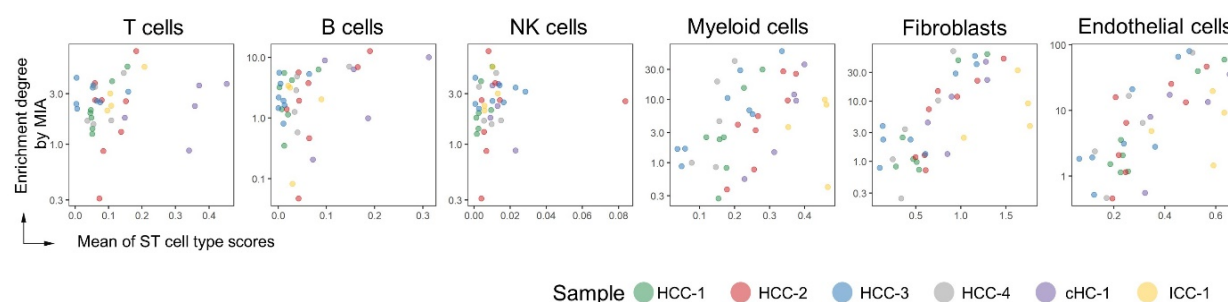 T cells
B cells
NK cells
Myeloid cells
Fibroblasts
Endothelial cells
Enrichment degree
by MIA
3.0
1.0
0.3
0.0 0.1 0.2 0.3 0.4
10.0
1.0
0.1
0.0 0.1 0.2 0.3
3.0
1.0
0.3
0.00 0.02 0.04 0.06 0.08
30.0
10.0
3.0
1.0
0.3
0.1 0.2 0.3 0.4
30.0
10.0
3.0
1.0
0.3
0.5 1.0 1.5
100
10
1
0.2 0.4 0.6
Mean of ST cell type scores
Sample HCC-1 HCC-2 HCC-3 HCC-4 cHC-1 ICC-1